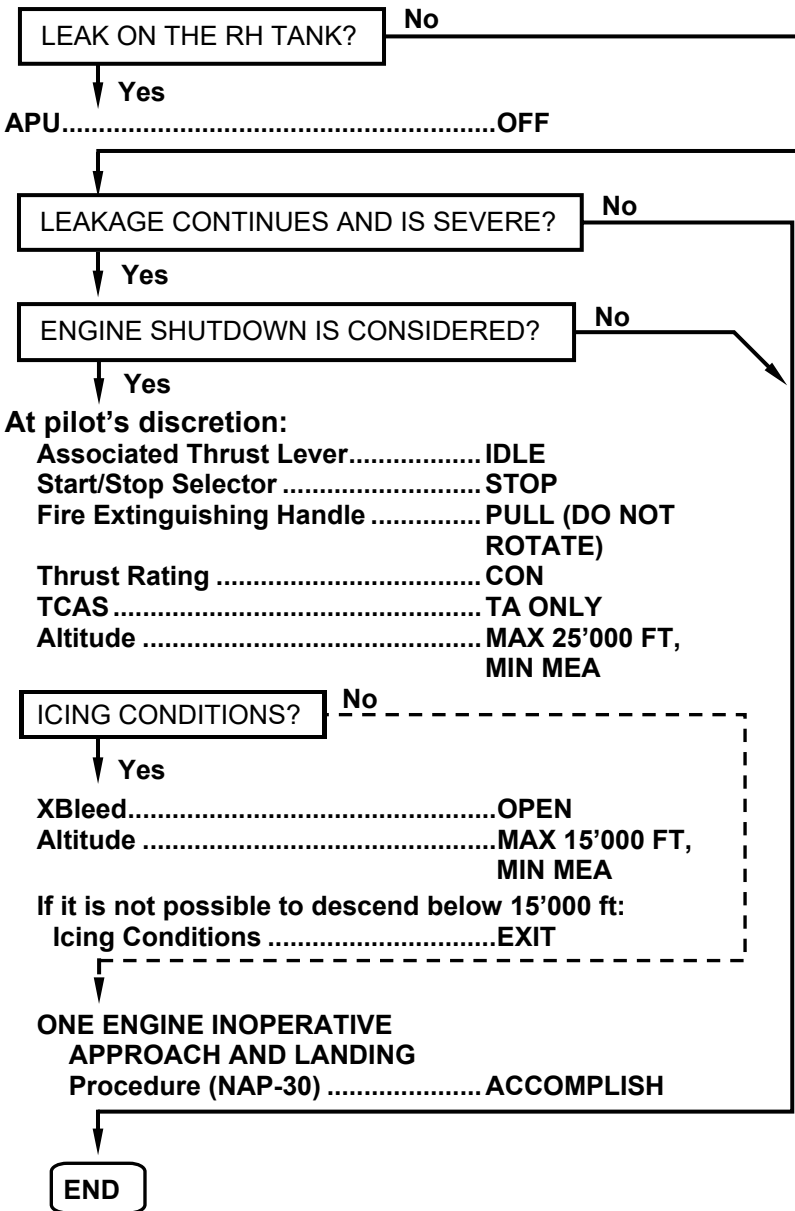 No
LEAK ON THE RH TANK?
Yes
APU....................................................OFF
No
LEAKAGE CONTINUES AND IS SEVERE?
Yes
No
ENGINE SHUTDOWN IS CONSIDERED?
Yes
At pilot’s discretion:
Associated Thrust Lever.................. IDLE
Start/Stop Selector .......................... STOP
Fire Extinguishing Handle ............... PULL (DO NOT
ROTATE)
Thrust Rating ................................... CON
TCAS ................................................ TA ONLY
Altitude ............................................. MAX 25’000 FT,
MIN MEA
No
ICING CONDITIONS?
Yes
XBleed................................................OPEN
Altitude ..............................................MAX 15’000 FT,
MIN MEA
If it is not possible to descend below 15’000 ft:
Icing Conditions ..............................EXIT
ONE ENGINE INOPERATIVE
APPROACH AND LANDING
Procedure (NAP-30) ..................... ACCOMPLISH
END